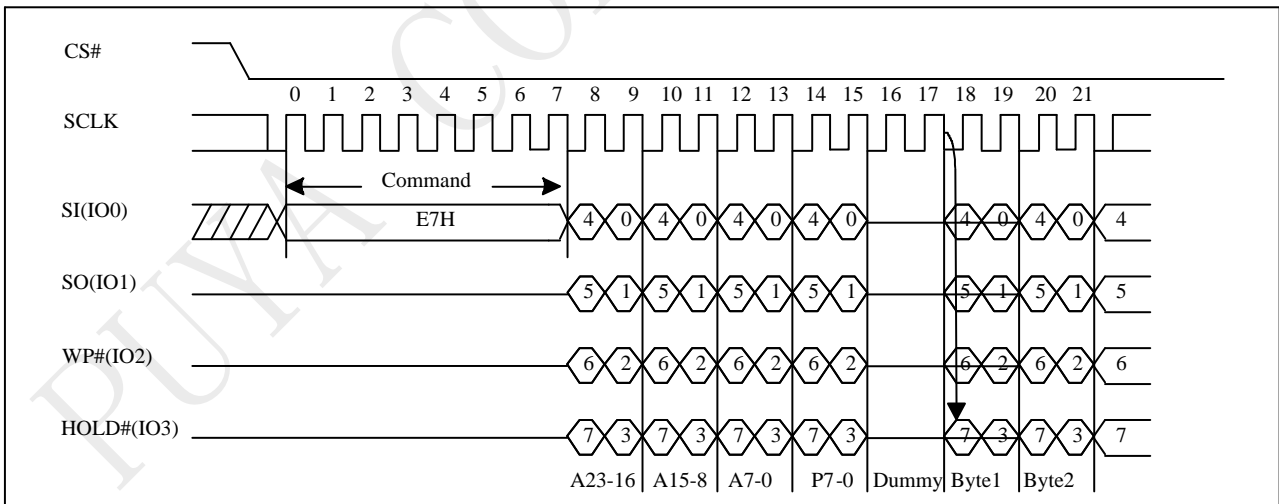 PUYA CON
CS#
0 1 2 3 4 5 6 7 8 9 10 11 12 13 14 15 16 17 18 19 20 21
SCLK
Command
SI(IO0) E7H 4 0 4 0 4 0 4 0 4 0 4 0 4
SO(IO1) 5 1 5 1 5 1 5 1 5 1 5 1 5
WP#(IO2) 6 2 6 2 6 2 6 2 6 2 6 2 6
HOLD#(IO3) 7 3 7 3 7 3 7 3 7 3 7 3 7
A23-16 A15-8 A7-0 P7-0 Dummy Byte1 Byte2